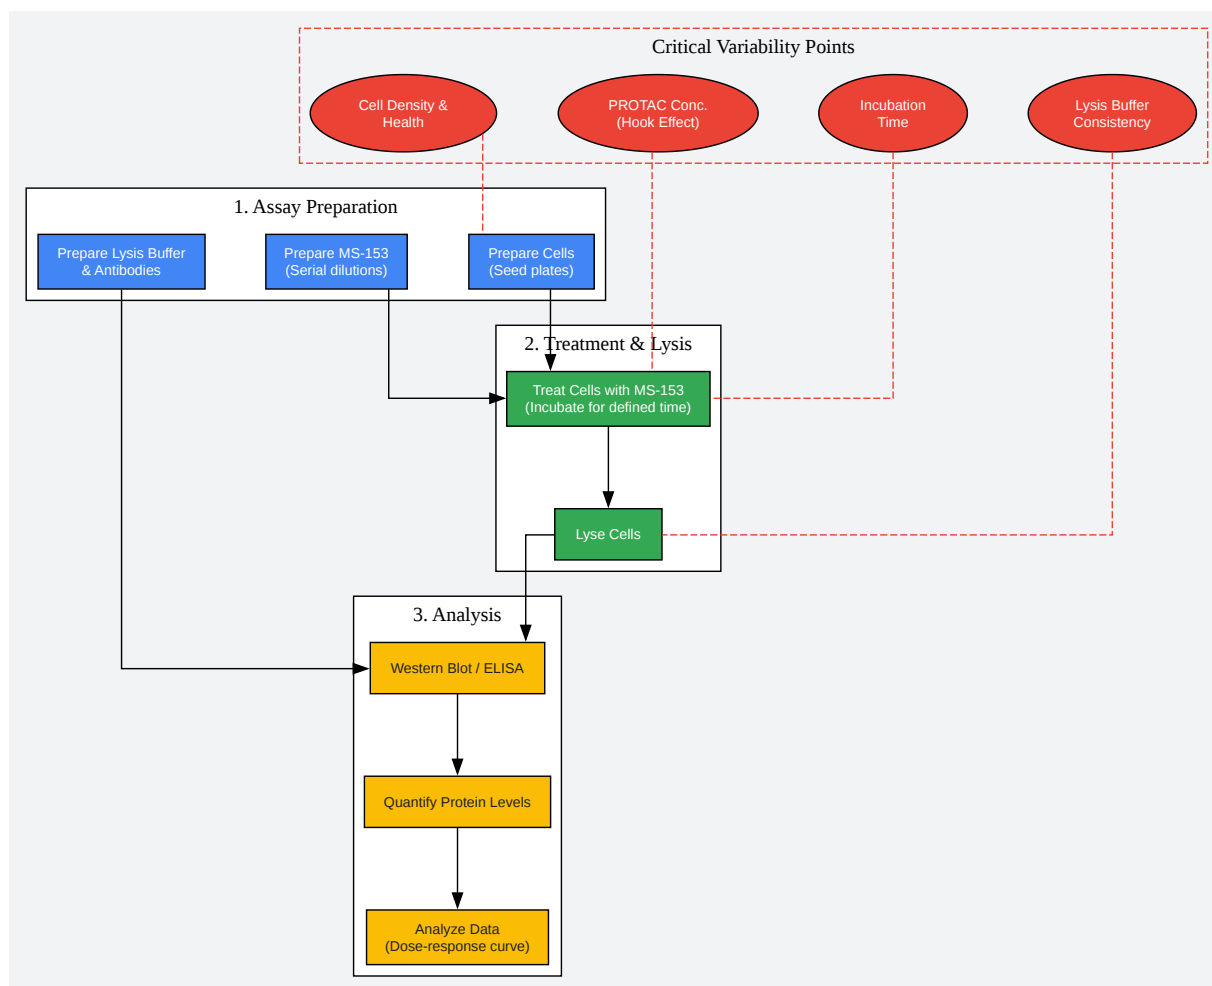 Critical Variability Points
Cell Density &
Health
PROTAC Conc.
(Hook Effect)
Incubation
Time
Lysis Buffer
Consistency
1. Assay Preparation
Prepare Lysis Buffer
& Antibodies
Prepare MS-153
(Serial dilutions)
Prepare Cells
(Seed plates)
2. Treatment & Lysis
Treat Cells with MS-153
(Incubate for defined time)
Lyse Cells
3. Analysis
Western Blot / ELISA
Quantify Protein Levels
Analyze Data
(Dose-response curve)